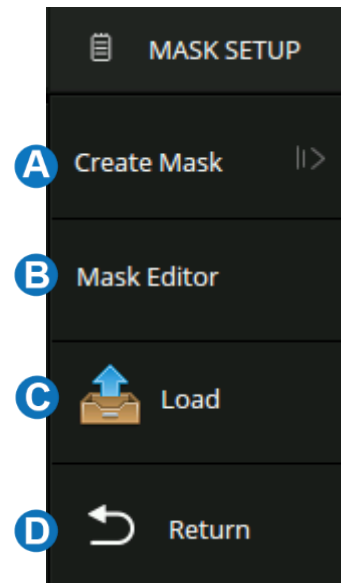 MASK SETUP
A Create Mask
B Mask Editor
C Load
D Return